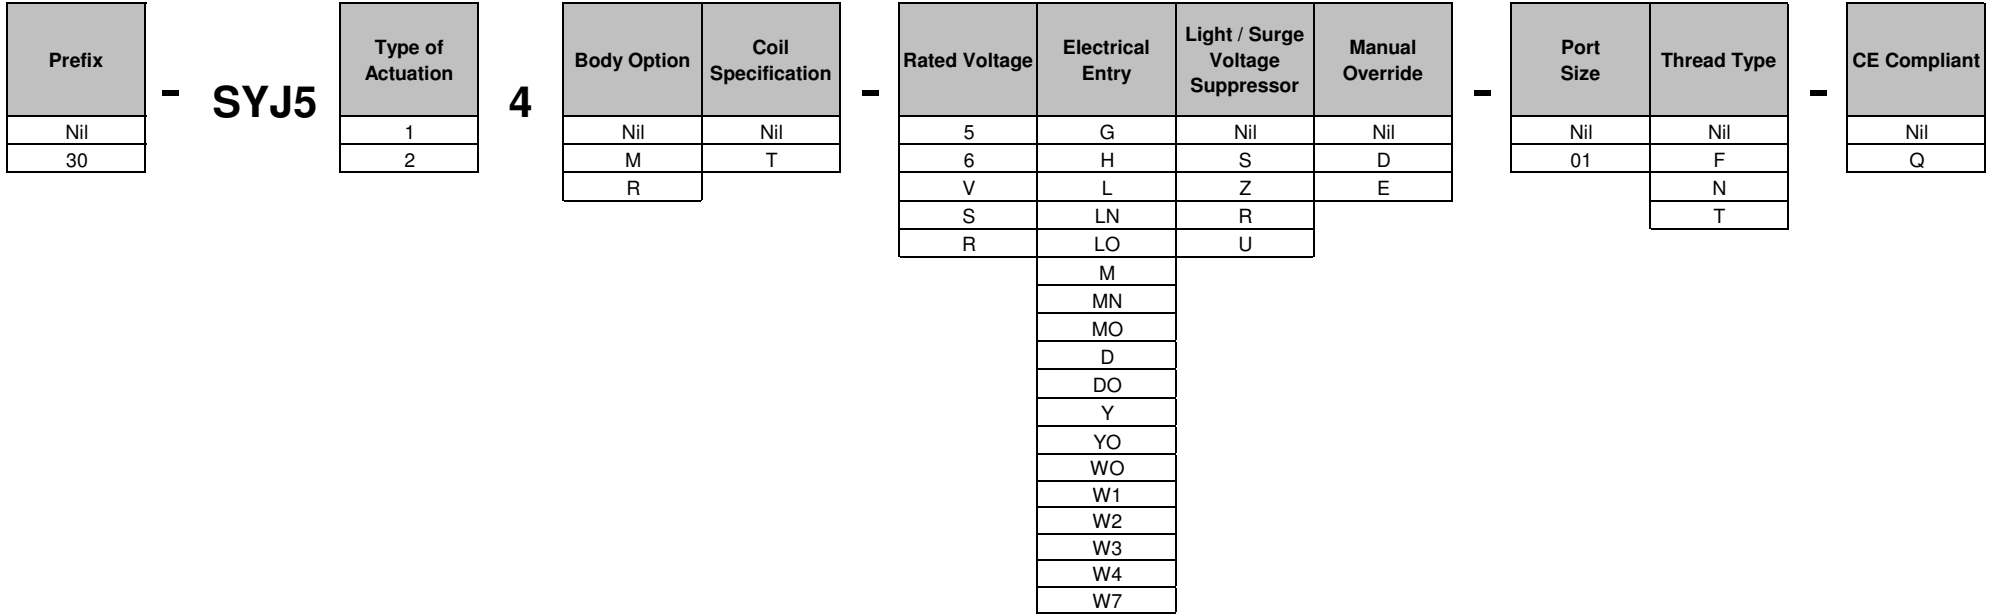 Prefix
Nil
30
-
SYJ5
Type of
Actuation
1
2
4
Body Option
Nil
M
R
Coil
Specification
Nil
T
-
Rated Voltage
5
6
V
S
R
Electrical
Entry
G
H
L
LN
LO
M
MN
MO
D
DO
Y
YO
WO
W1
W2
W3
W4
W7
Light / Surge
Voltage
Suppressor
Nil
S
Z
R
U
Manual
Override
Nil
D
E
-
Port
Size
Nil
01
Thread Type
Nil
F
N
T
-
CE Compliant
Nil
Q